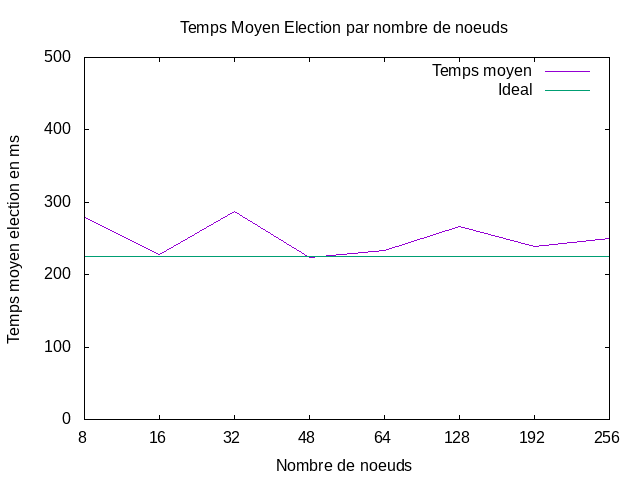 Temps Moyen Election par nombre de noeuds
Temps moyen
Ideal
Temps moyen election en ms
500
400
300
200
100
0
8 16 32 48 64 128 192 256
Nombre de noeuds